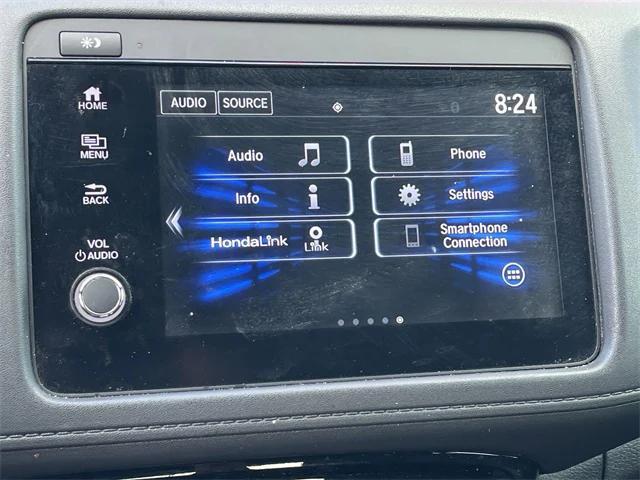 HOME
MENU
BACK
VOL
AUDIO
AUDIO SOURCE
8:24
Audio
Phone
Info
Settings
HondaLink
Link
Smartphone
Connection